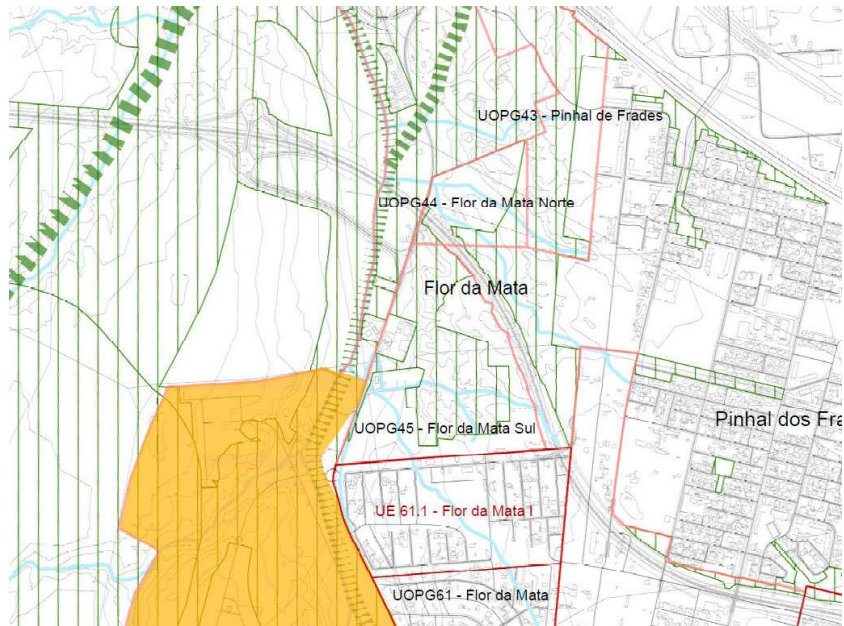 UOPG43 - Pinhal de Frades
UOPG44 - Flor da Mata Norte
Flor da Mata
Pinhal dos Fra
UOPG45 - Flor da Mata Sul
UE 61.1 - Flor da Mata I
UOPG61 - Flor da Mata